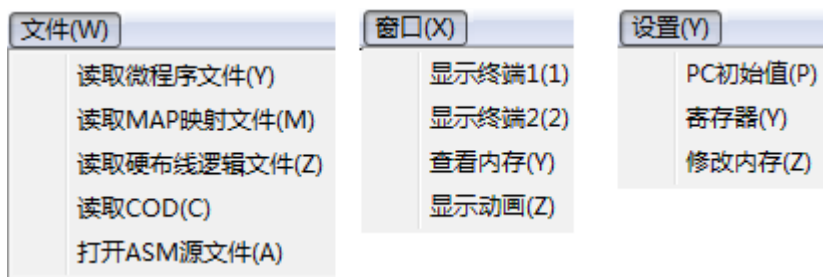 文件(W)
读取微程序文件(Y)
读取MAP映射文件(M)
读取硬布线逻辑文件(Z)
读取COD(C)
打开ASM源文件(A)
窗口(X)
显示终端1(1)
显示终端2(2)
查看内存(Y)
显示动画(Z)
设置(Y)
PC初始值(P)
寄存器(Y)
修改内存(Z)